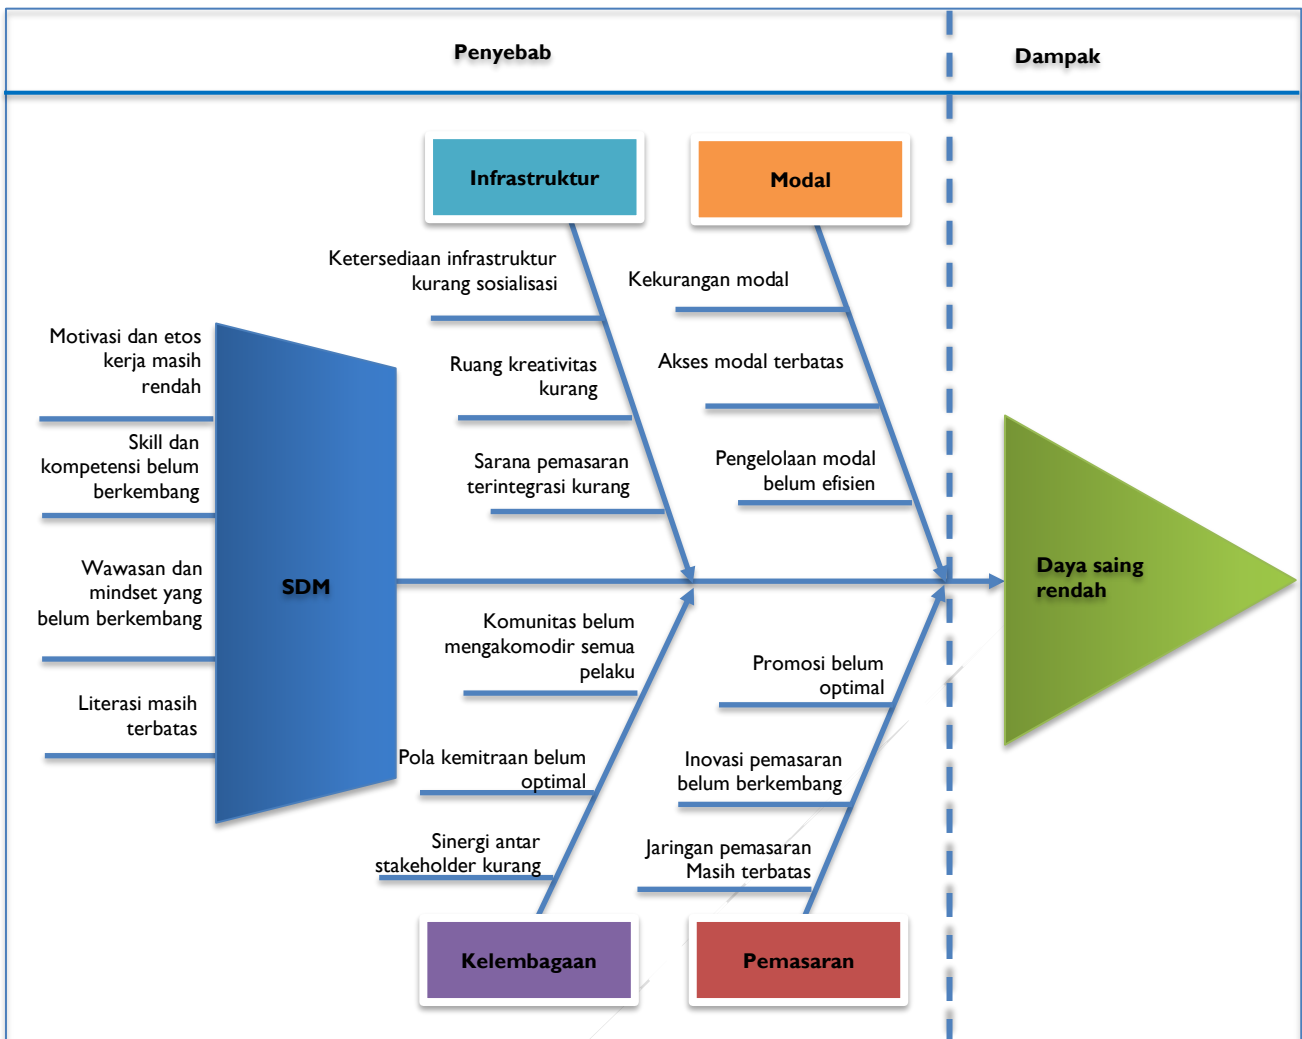 Penyebab
Dampak
Infrastruktur
Modal
Ketersediaan infrastruktur
kurang sosialisasi
Ruang kreativitas
kurang
Sarana pemasaran
terintegrasi kurang
Kekurangan modal
Akses modal terbatas
Pengelolaan modal
belum efisien
Motivasi dan etos
kerja masih
rendah
Skill dan
kompetensi belum
berkembang
Wawasan dan
mindset yang
belum berkembang
Literasi masih
terbatas
SDM
Daya saing
rendah
Komunitas belum
mengakomodir semua
pelaku
Pola kemitraan belum
optimal
Sinergi antar
stakeholder kurang
Promosi belum
optimal
Inovasi pemasaran
belum berkembang
Jaringan pemasaran
Masih terbatas
Kelembagaan
Pemasaran